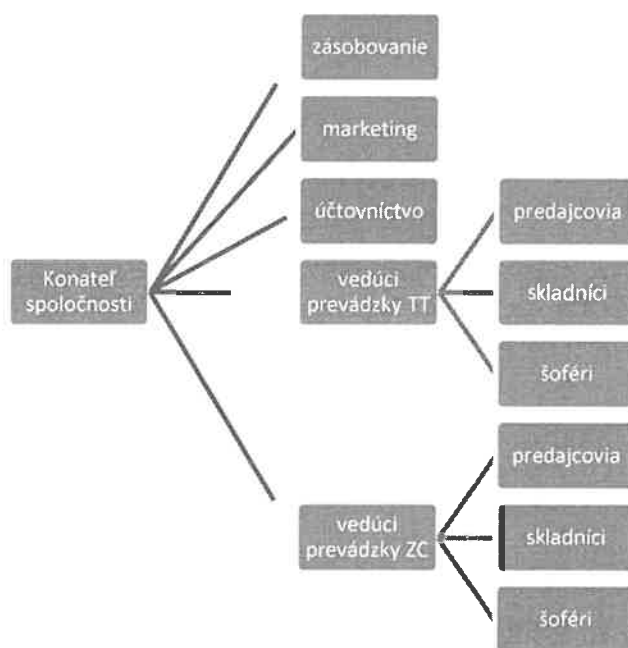 zásobovanie
marketing
účtovníctvo
Konateľ
spoločnosti
vedúci
prevádzky TT
predajcovia
skladníci
šoféri
vedúci
prevádzky ZC
predajcovia
skladníci
šoféri